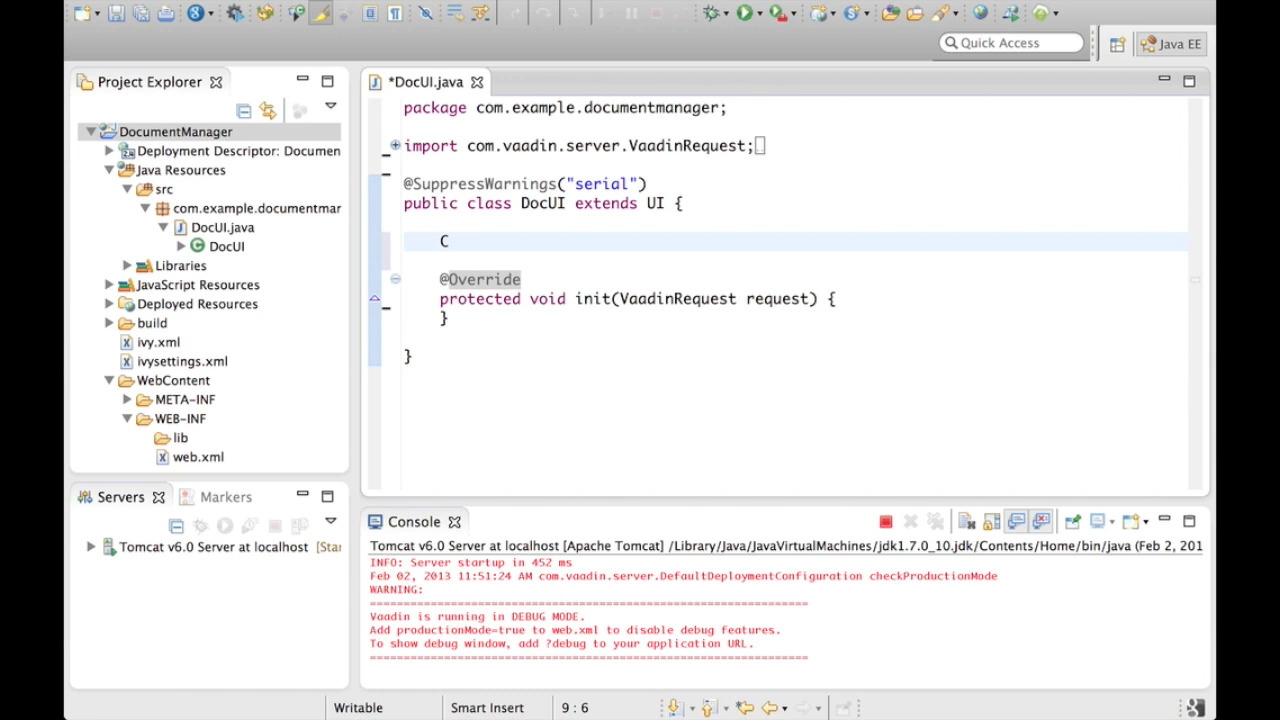 Quick Access
Java EE
Project Explorer
DocumentManager
Deployment Descriptor: Documen
Java Resources
src
com.example.documentmar
DocUI.java
DocUI
Libraries
JavaScript Resources
Deployed Resources
build
ivy.xml
ivysettings.xml
WebContent
META-INF
WEB-INF
lib
web.xml
*DocUI.java
package com.example.documentmanager;
import com.vaadin.server.VaadinRequest;
@SuppressWarnings("serial")
public class DocUI extends UI {
C
@Override
protected void init(VaadinRequest request) {
}
}
Servers
Markers
Tomcat v6.0 Server at localhost [Star
Console
Tomcat v6.0 Server at localhost [Apache Tomcat] /Library/Java/JavaVirtualMachines/jdk1.7.0_10.jdk/Contents/Home/bin/java (Feb 2, 201
INFO: Server startup in 452 ms
Feb 02, 2013 11:51:24 AM com.vaadin.server.DefaultDeploymentConfiguration checkProductionMode
WARNING:
=================================================================
Vaadin is running in DEBUG MODE.
Add productionMode=true to web.xml to disable debug features.
To show debug window, add ?debug to your application URL.
=================================================================
Writable
Smart Insert
9 : 6